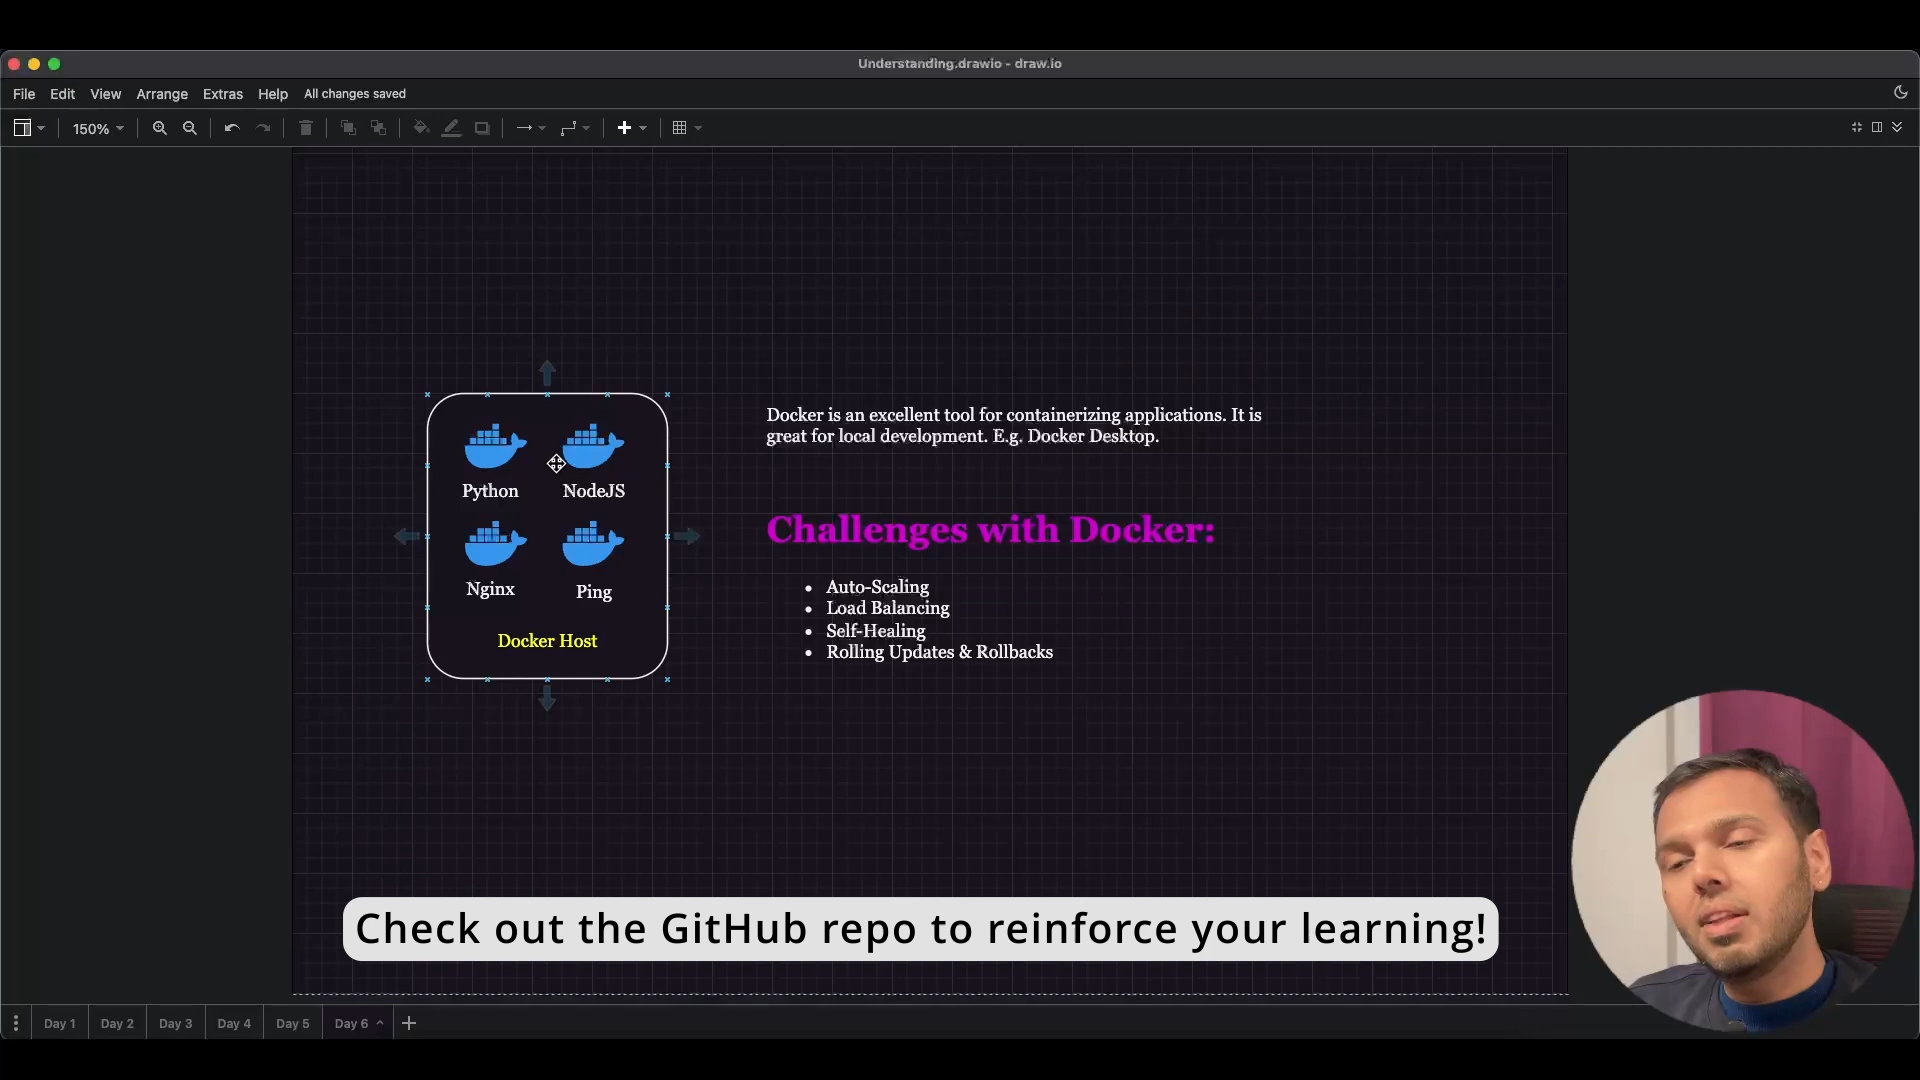 Understanding.drawio - draw.io
File Edit View Arrange Extras Help All changes saved
150%
Python NodeJS
Nginx Ping
Docker Host
Docker is an excellent tool for containerizing applications. It is
great for local development. E.g. Docker Desktop.
Challenges with Docker:
• Auto-Scaling
• Load Balancing
• Self-Healing
• Rolling Updates & Rollbacks
Check out the GitHub repo to reinforce your learning!
Day 1 Day 2 Day 3 Day 4 Day 5 Day 6